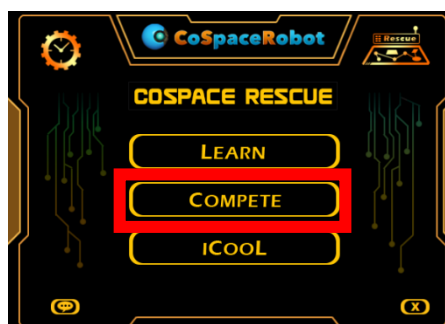 CoSpaceRobot
Rescue
COSPACE RESCUE
LEARN
COMPETE
ICOOL
X